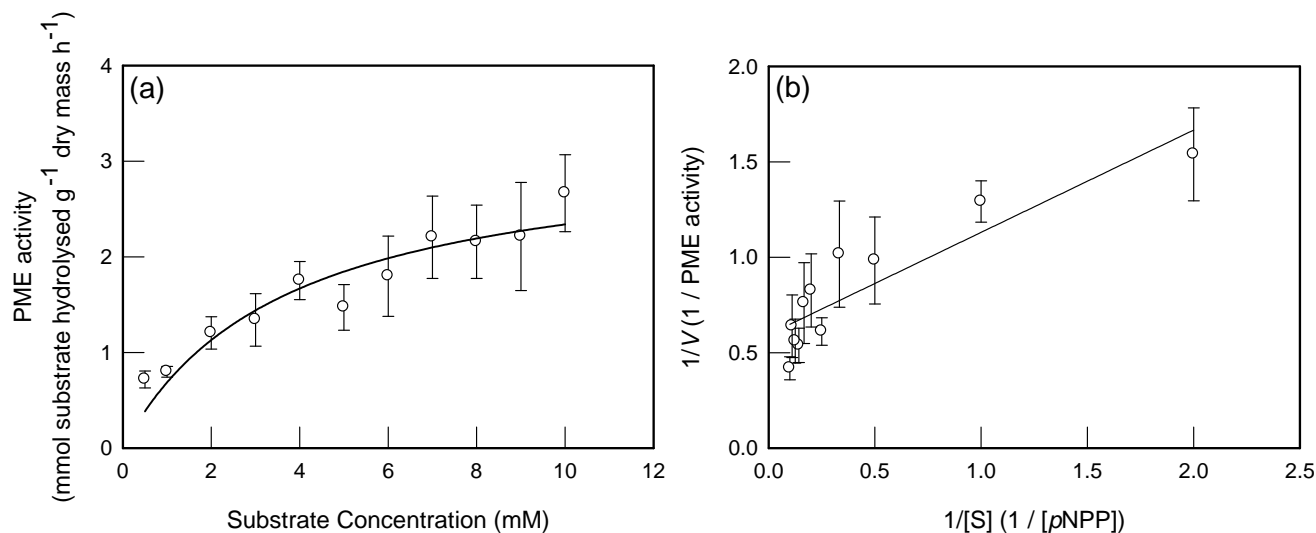 (a)
PME activity
(mmol substrate hydrolysed g⁻¹ dry mass h⁻¹)
4
3
2
1
0
0 2 4 6 8 10 12
Substrate Concentration (mM)
(b)
1/V (1 / PME activity)
2.0
1.5
1.0
0.5
0.0
0.0 0.5 1.0 1.5 2.0 2.5
1/[S] (1 / [pNPP])